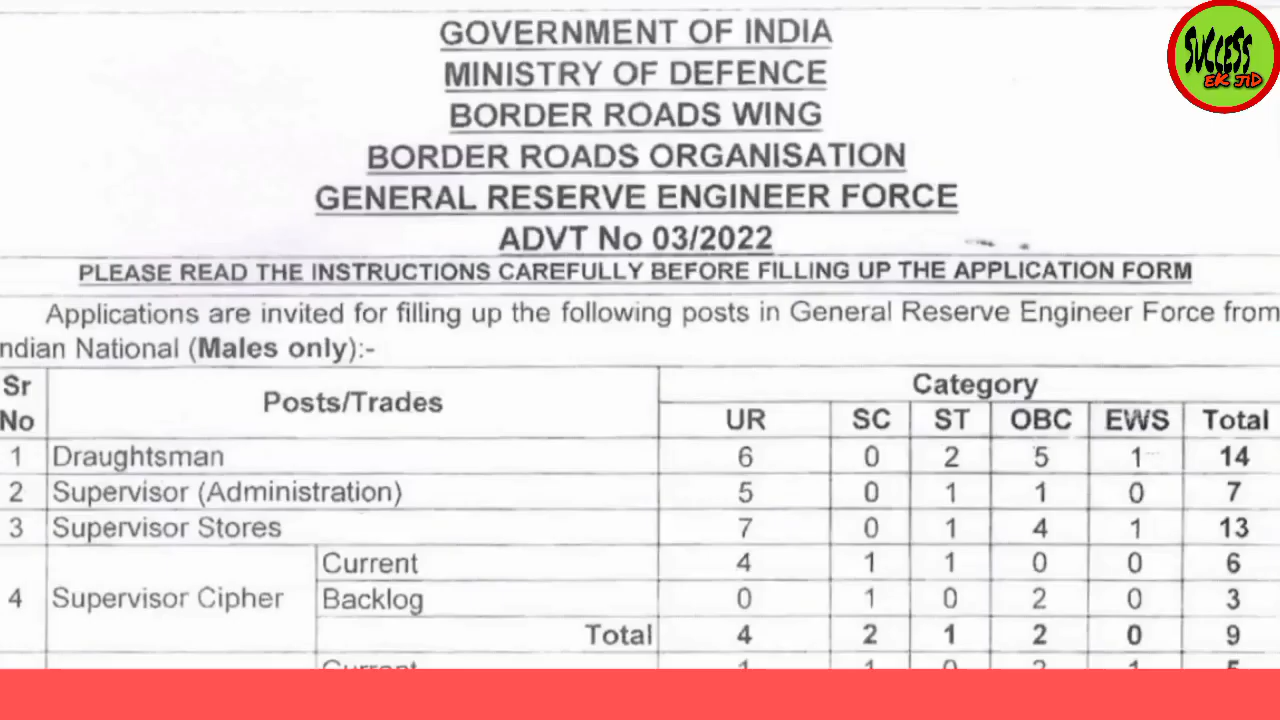 GOVERNMENT OF INDIA
SUCCESS
EK JID
MINISTRY OF DEFENCE
BORDER ROADS WING
BORDER ROADS ORGANISATION
GENERAL RESERVE ENGINEER FORCE
ADVT No 03/2022
PLEASE READ THE INSTRUCTIONS CAREFULLY BEFORE FILLING UP THE APPLICATION FORM
Applications are invited for filling up the following posts in General Reserve Engineer Force from
ndian National (Males only):-
Sr No Posts/Trades Category
UR SC ST OBC EWS Total
1 Draughtsman 6 0 2 5 1 14
2 Supervisor (Administration) 5 0 1 1 0 7
3 Supervisor Stores 7 0 1 4 1 13
4 Supervisor Cipher Current 4 1 1 0 0 6
Backlog 0 1 0 2 0 3
Total 4 2 1 2 0 9